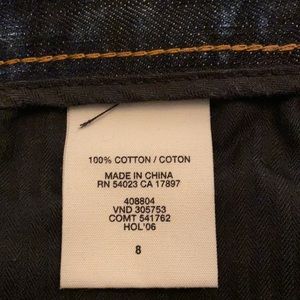 100% COTTON / COTON
MADE IN CHINA
RN 54023 CA 17897
408804
VND 305753
COMT 541762
HOL'06
8